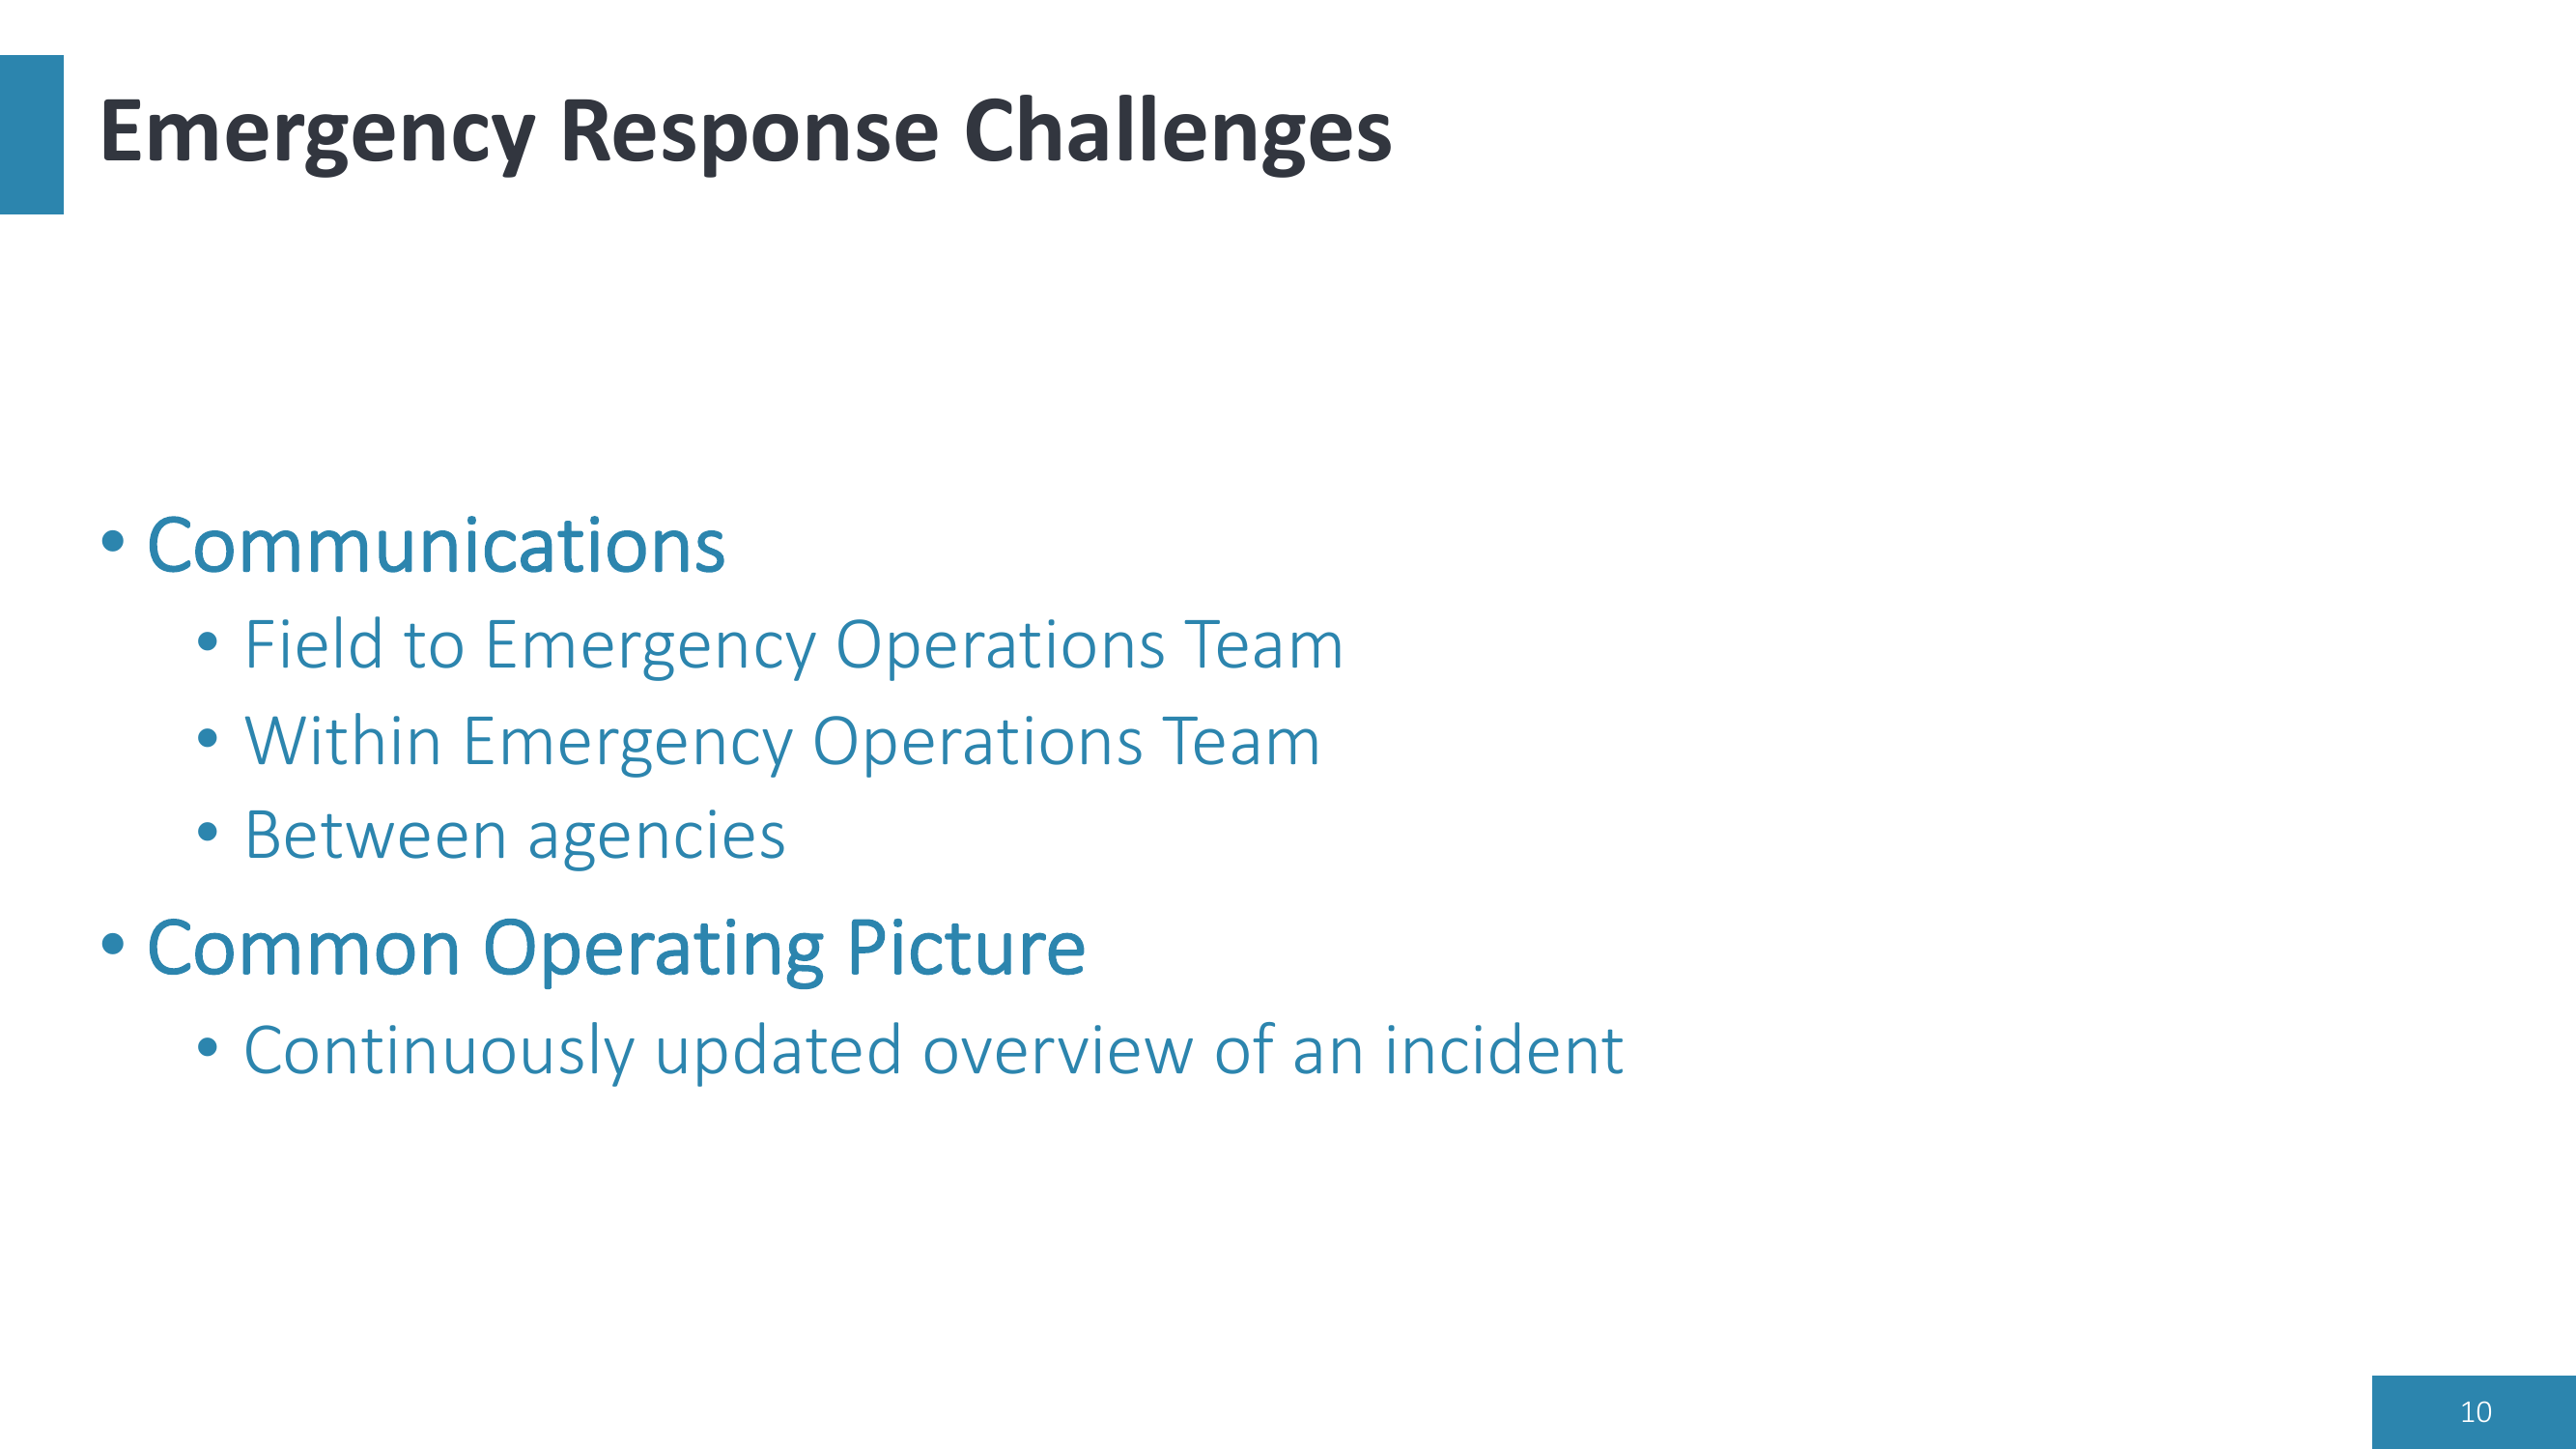 Emergency Response Challenges
• Communications
• Field to Emergency Operations Team
• Within Emergency Operations Team
• Between agencies
• Common Operating Picture
• Continuously updated overview of an incident
10